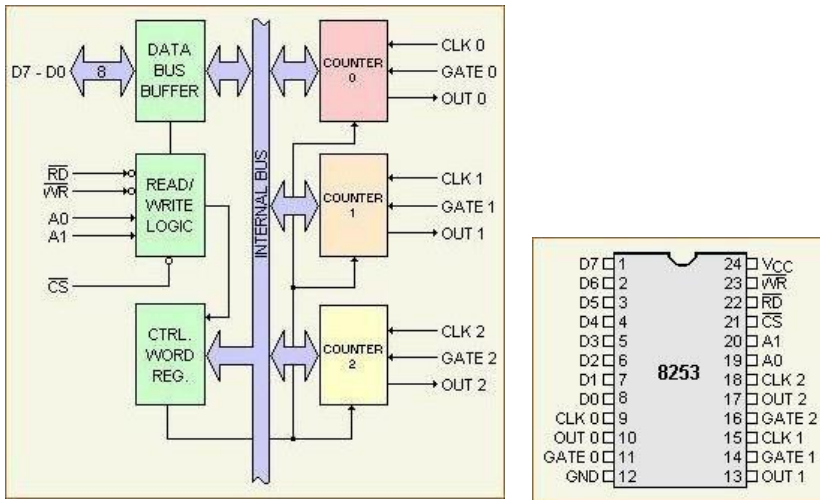 DATA
BUS
BUFFER
D7 - D0
8
COUNTER
0
CLK 0
GATE 0
OUT 0
INTERNAL BUS
RD
WR
A0
A1
READ/
WRITE
LOGIC
CS
COUNTER
1
CLK 1
GATE 1
OUT 1
CTRL.
WORD
REG.
COUNTER
2
CLK 2
GATE 2
OUT 2
8253
D7 1
D6 2
D5 3
D4 4
D3 5
D2 6
D1 7
D0 8
CLK 0 9
OUT 0 10
GATE 0 11
GND 12
24 VCC
23 WR
22 RD
21 CS
20 A1
19 A0
18 CLK 2
17 OUT 2
16 GATE 2
15 CLK 1
14 GATE 1
13 OUT 1